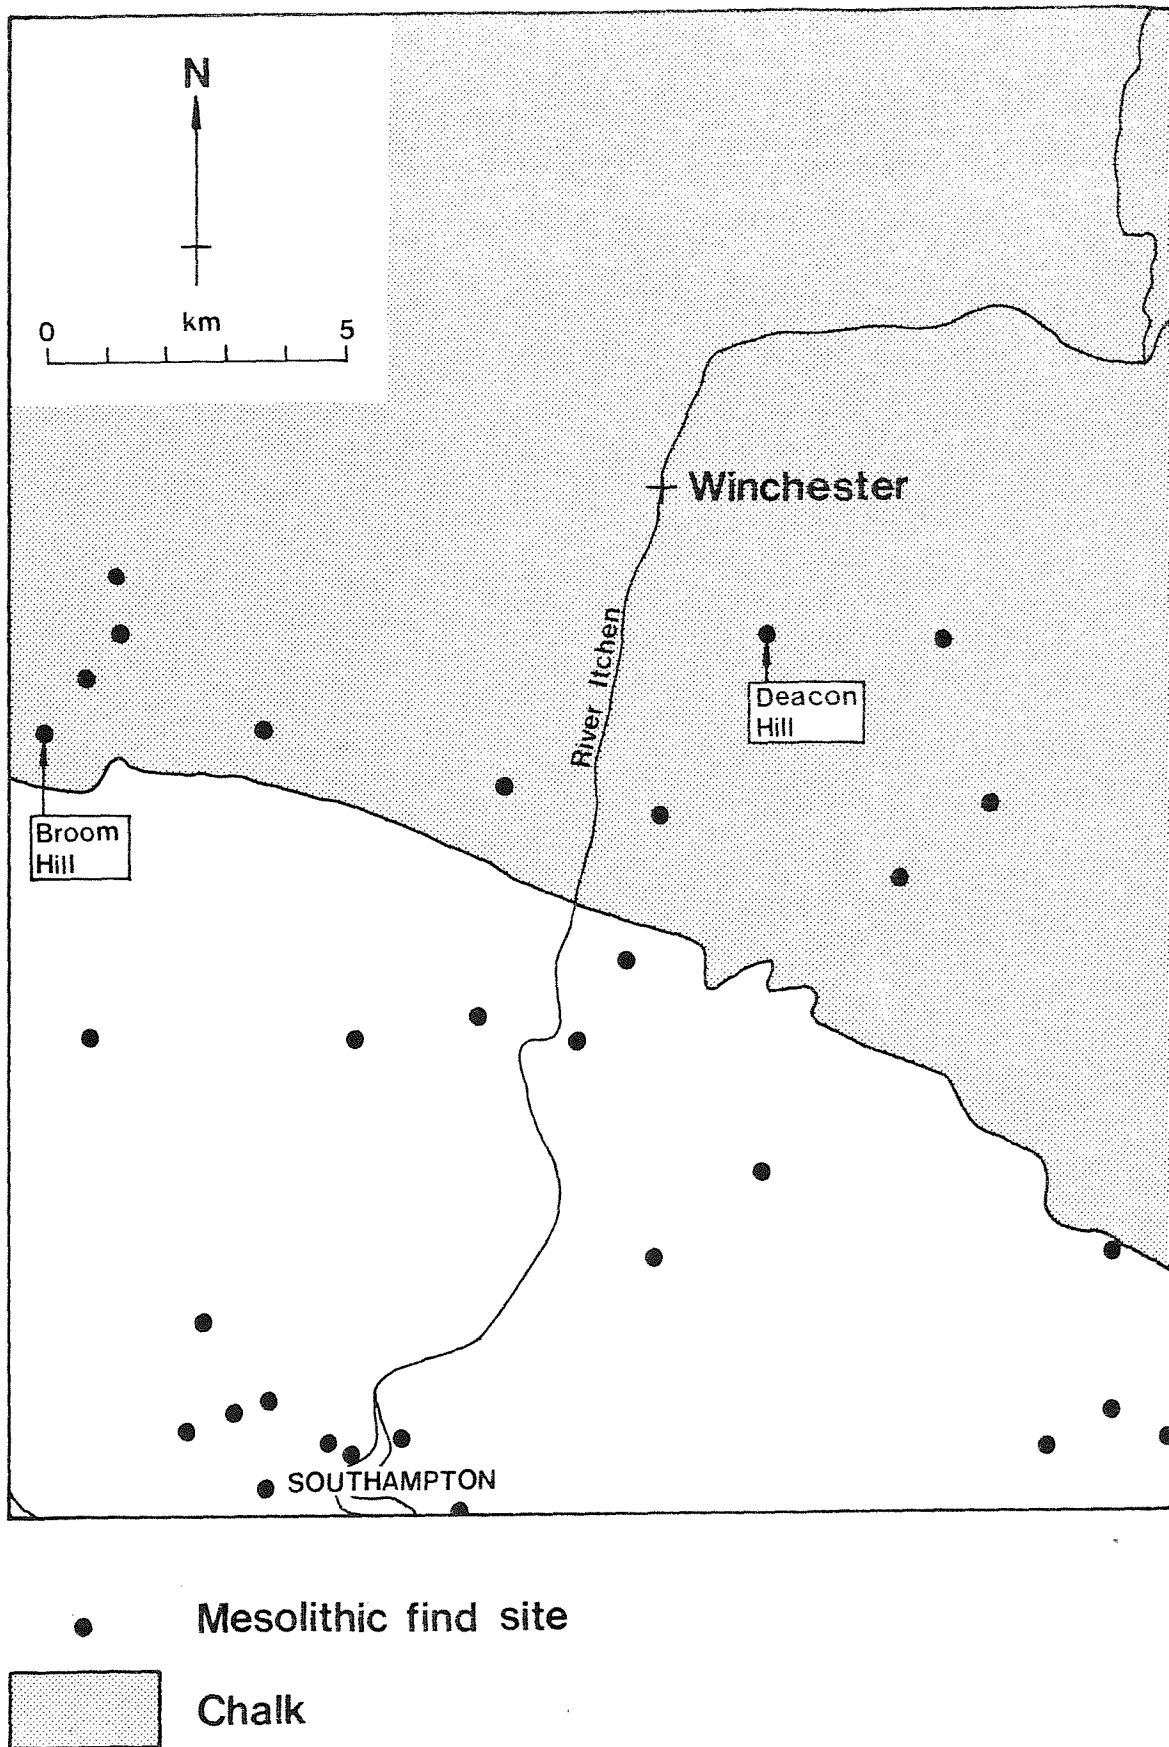 N
km
0 5
Winchester
River Itchen
Deacon
Hill
Broom
Hill
SOUTHAMPTON
Mesolithic find site
Chalk